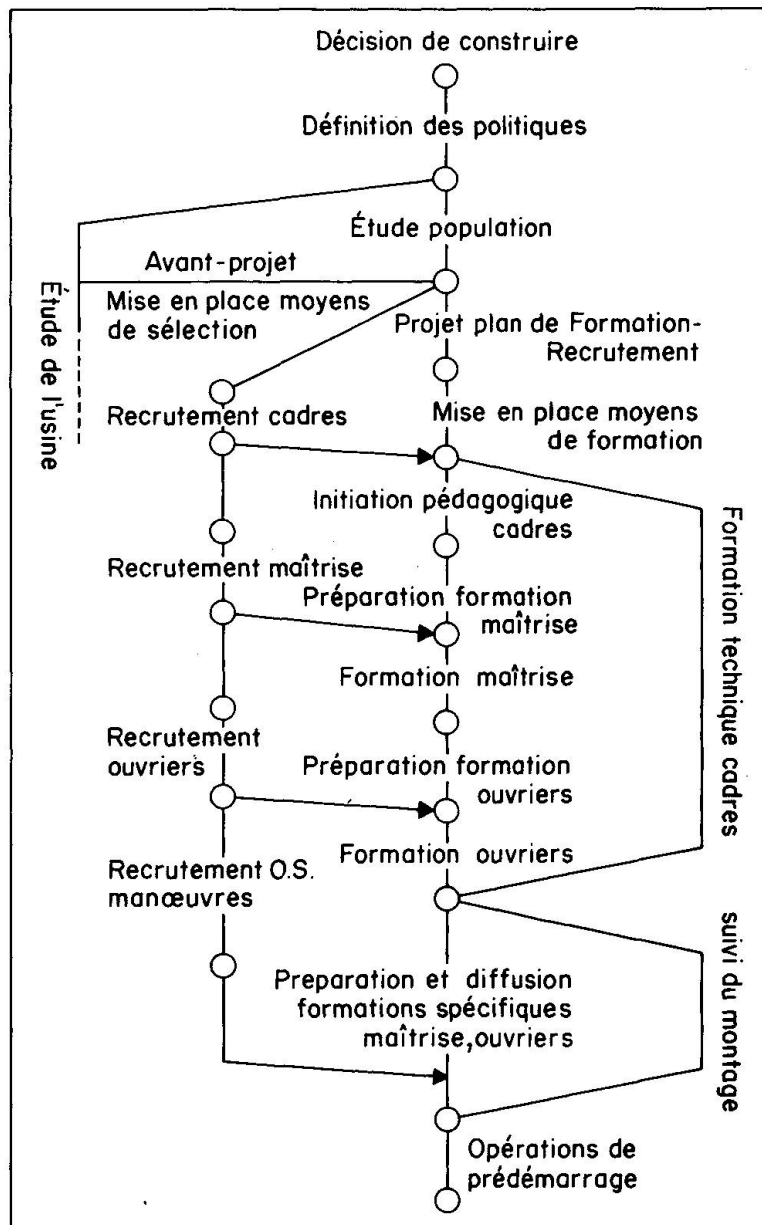 Décision de construire
Définition des politiques
Étude population
Avant-projet
Mise en place moyens
de sélection
Étude de l'usine
Projet plan de Formation-
Recrutement
Recrutement cadres
Mise en place moyens
de formation
Initiation pédagogique
cadres
Formation technique cadres
Recrutement maîtrise
Préparation formation
maîtrise
Formation maîtrise
Recrutement
ouvriers
Préparation formation
ouvriers
Formation ouvriers
Recrutement O.S.
manœuvres
suivi du montage
Preparation et diffusion
formations spécifiques
maîtrise,ouvriers
Opérations de
prédémarrage